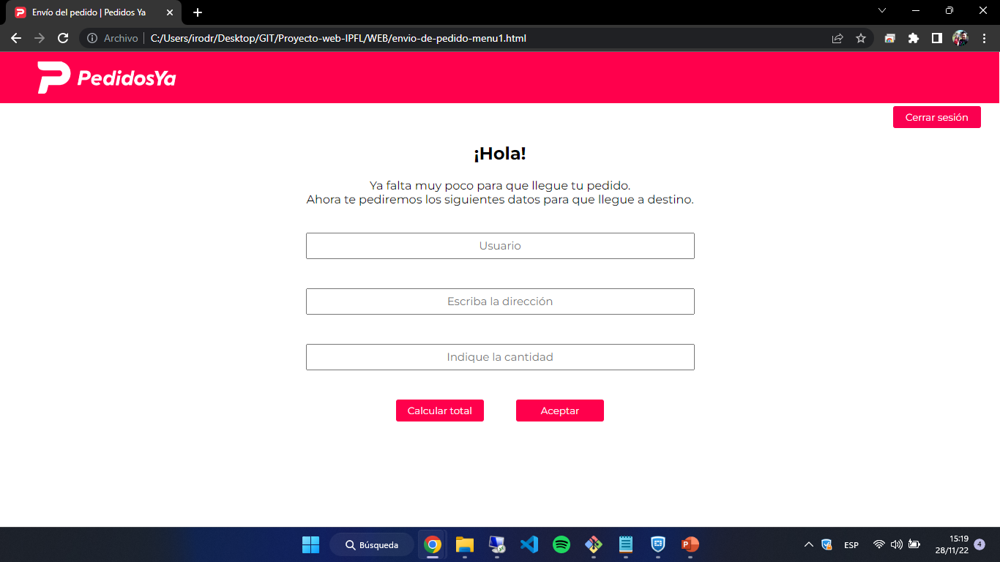 Envío del pedido | Pedidos Ya
Archivo
C:/Users/irodr/Desktop/GIT/Proyecto-web-IPFL/WEB/envio-de-pedido-menu1.html
PedidosYa
Cerrar sesión
¡Hola!
Ya falta muy poco para que llegue tu pedido.
Ahora te pediremos los siguientes datos para que llegue a destino.
Usuario
Escriba la dirección
Indique la cantidad
Calcular total
Aceptar
Búsqueda
ESP
15:19
28/11/22
4